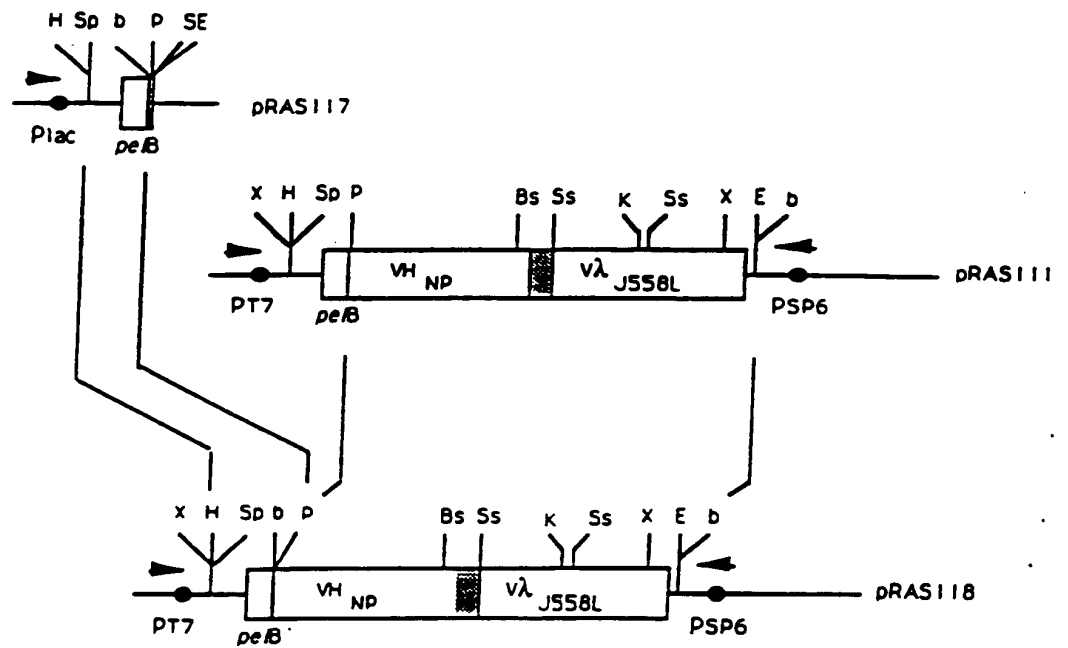 H Sp b P SE
Plac
pelB
pRAS117
X H Sp P
Bs Ss K Ss X E b
VH NP
Vλ J558L
PT7
pelB
PSP6
pRAS111
X H Sp b P
Bs Ss K Ss X E b
VH NP
Vλ J558L
PT7
pelB
PSP6
pRAS118